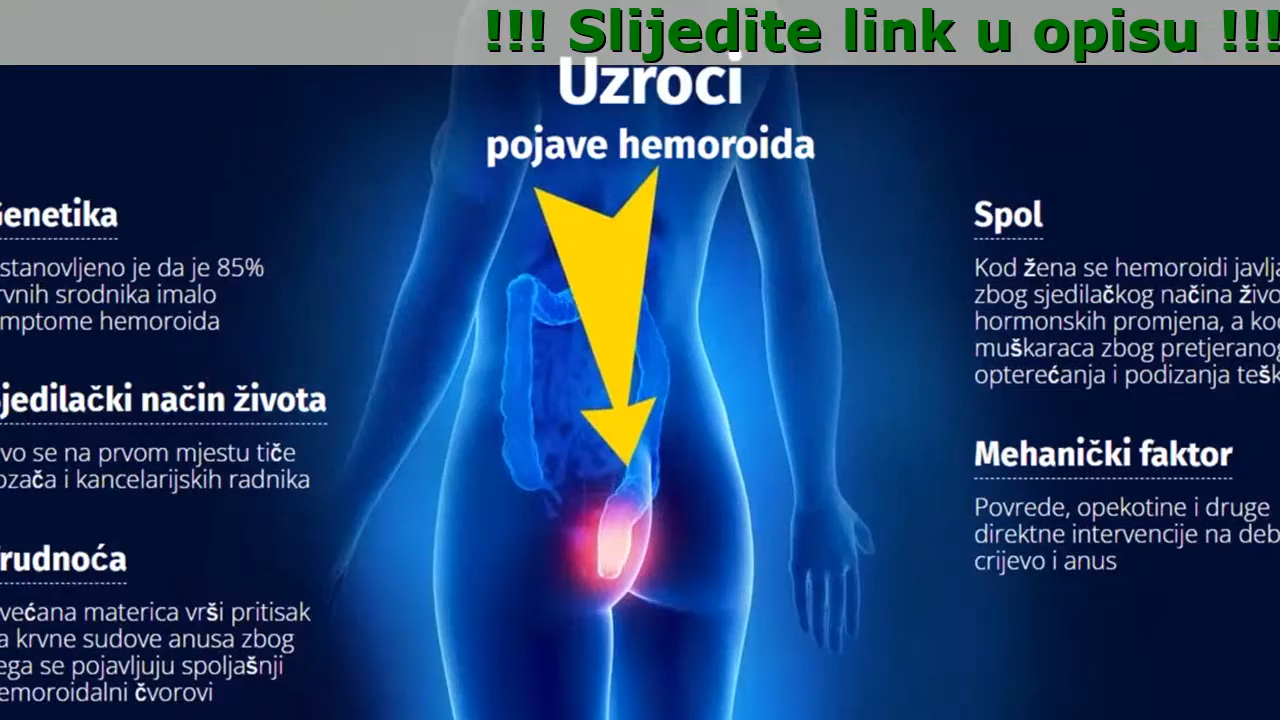 !!! Slijedite link u opisu !!!
Uzroci
pojave hemoroida
Genetika
stanovljeno je da je 85%
rvnih srodnika imalo
mptome hemoroida
jedilački način života
vo se na prvom mjestu tiče
ozača i kancelarijskih radnika
rudnoća
većana materica vrši pritisak
a krvne sudove anusa zbog
ega se pojavljuju spoljašnji
emoroidalni čvorovi
Spol
Kod žena se hemoroidi javlja
zbog sjedilačkog načina živo
hormonskih promjena, a kod
muškaraca zbog pretjeranog
opterećanja i podizanja tešk
Mehanički faktor
Povrede, opekotine i druge
direktne intervencije na deb
crijevo i anus